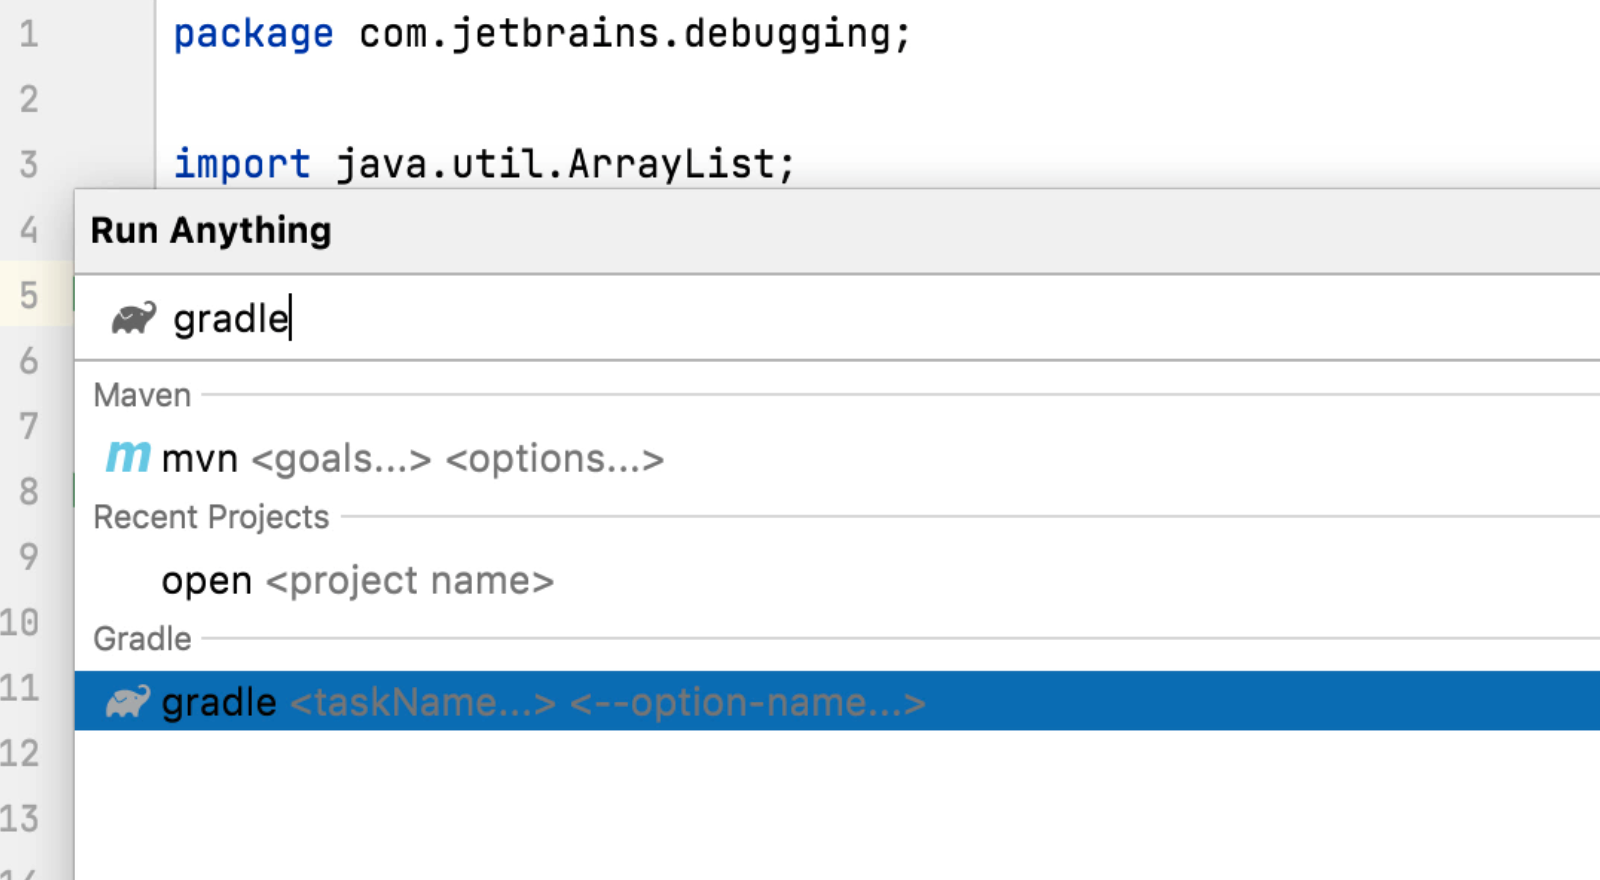 1 package com.jetbrains.debugging;
2
3 import java.util.ArrayList;
4
Run Anything
5
gradle
6
Maven
7
mvn <goals...> <options...>
8
Recent Projects
9
open <project name>
10
Gradle
11
gradle <taskName...> <--option-name...>
12
13
14